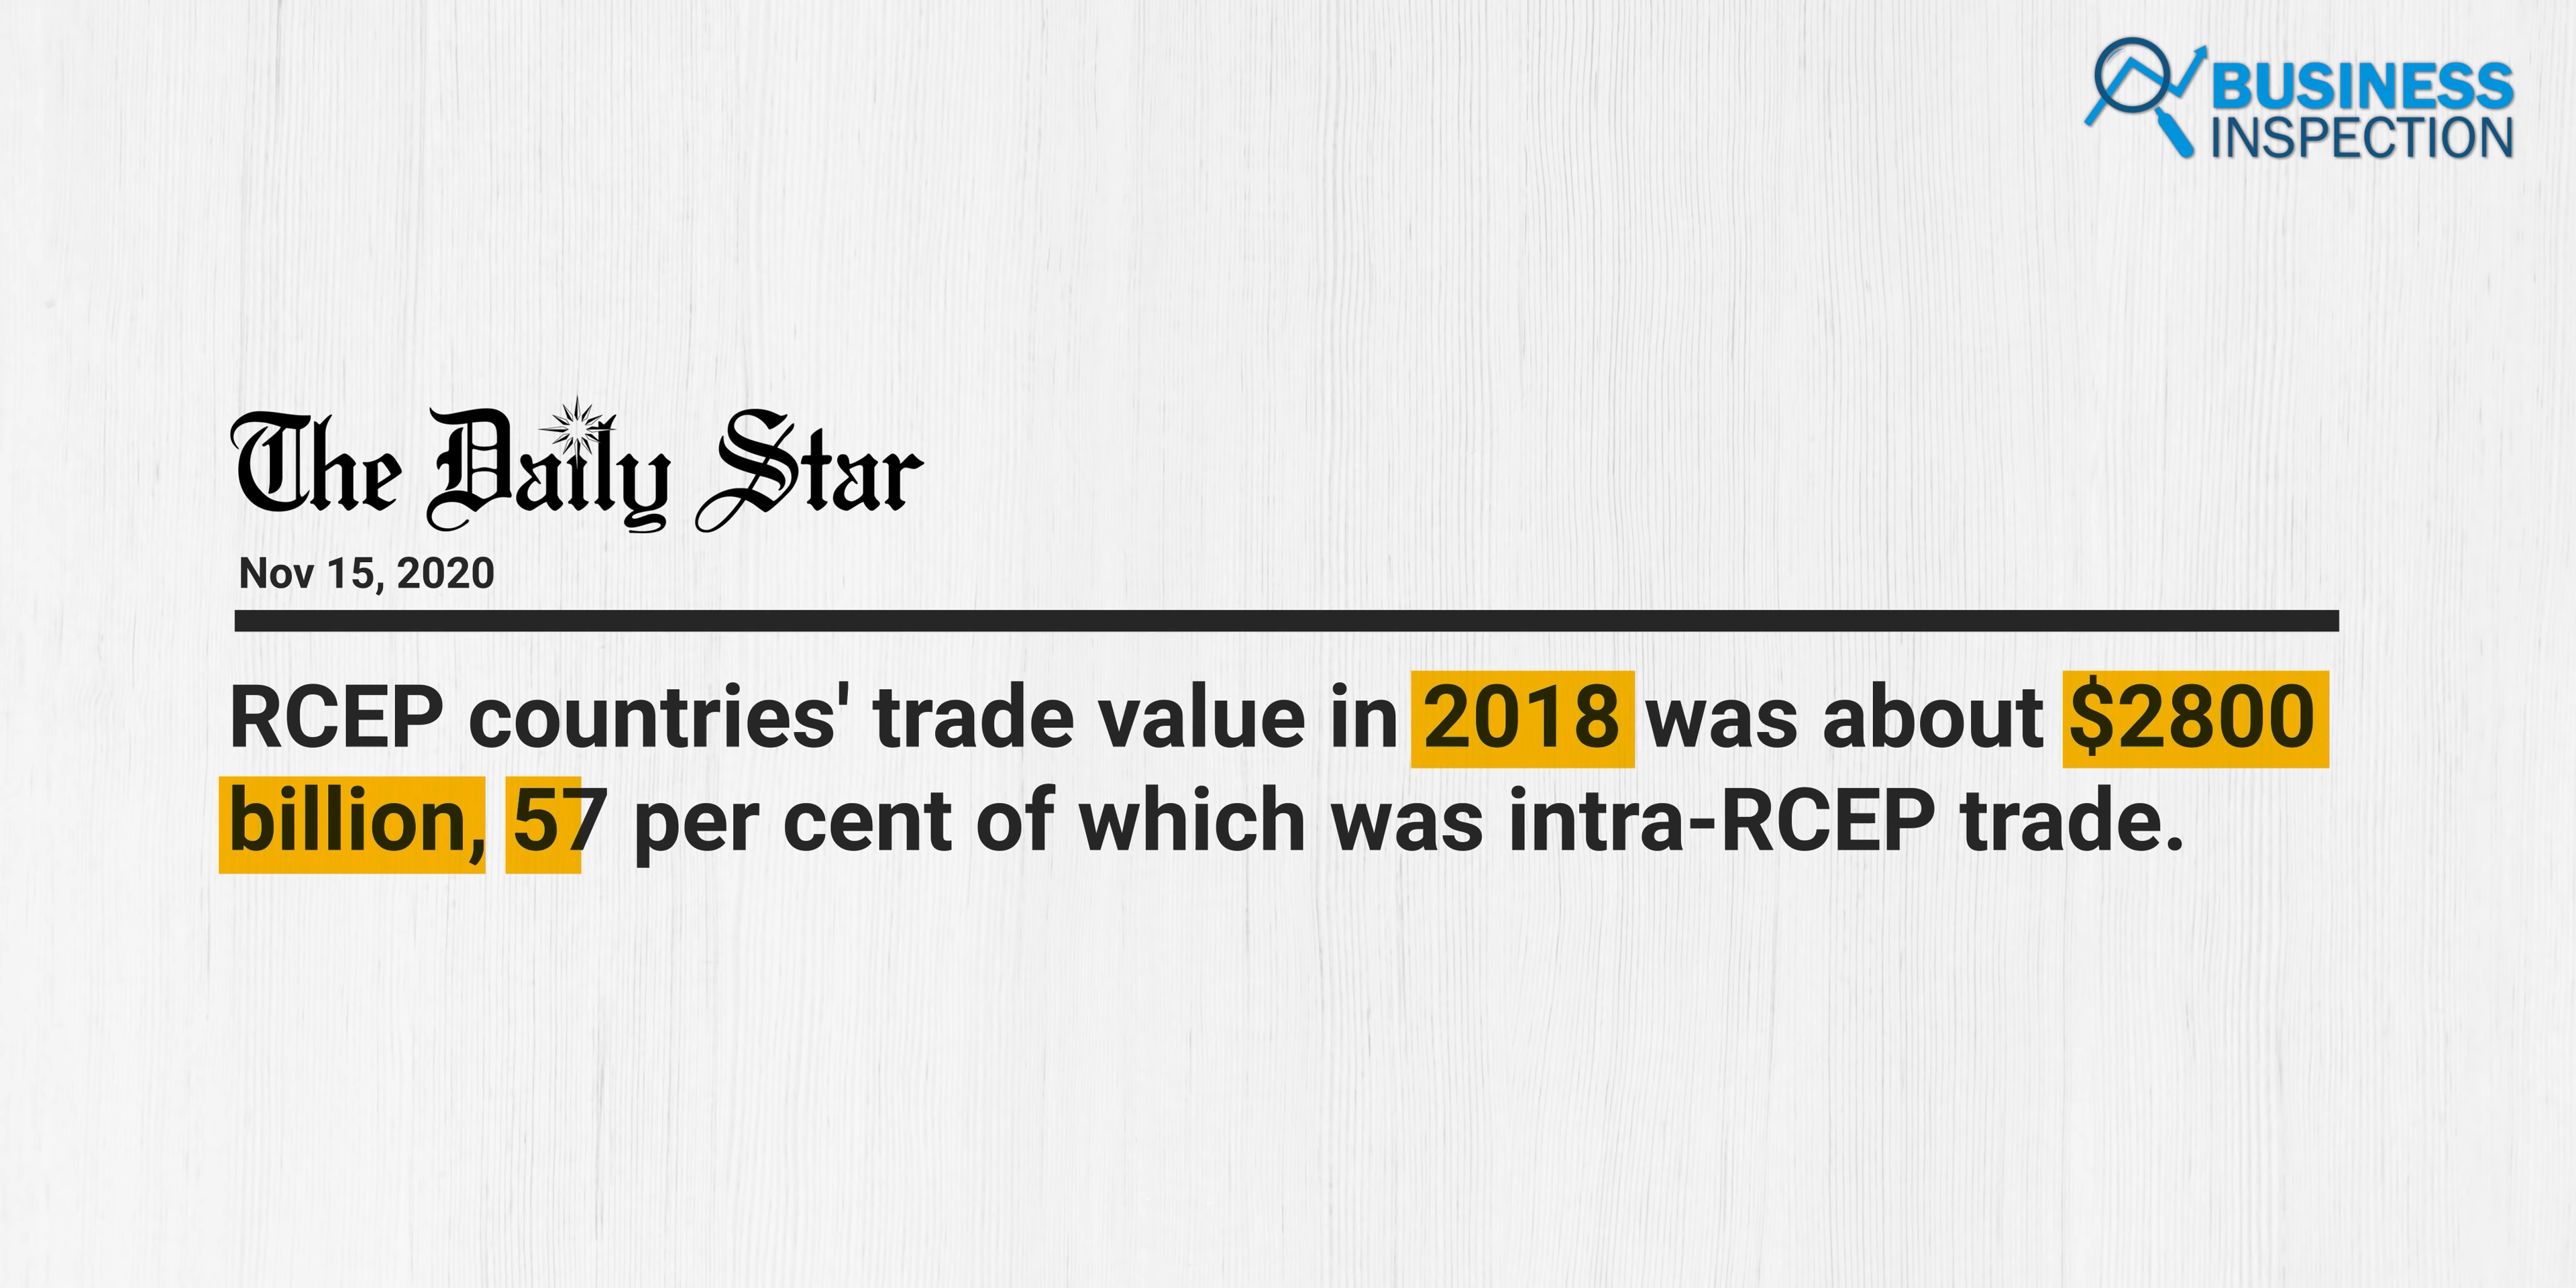 BUSINESS
INSPECTION
The Daily Star
Nov 15, 2020
RCEP countries' trade value in 2018 was about $2800
billion, 57 per cent of which was intra-RCEP trade.